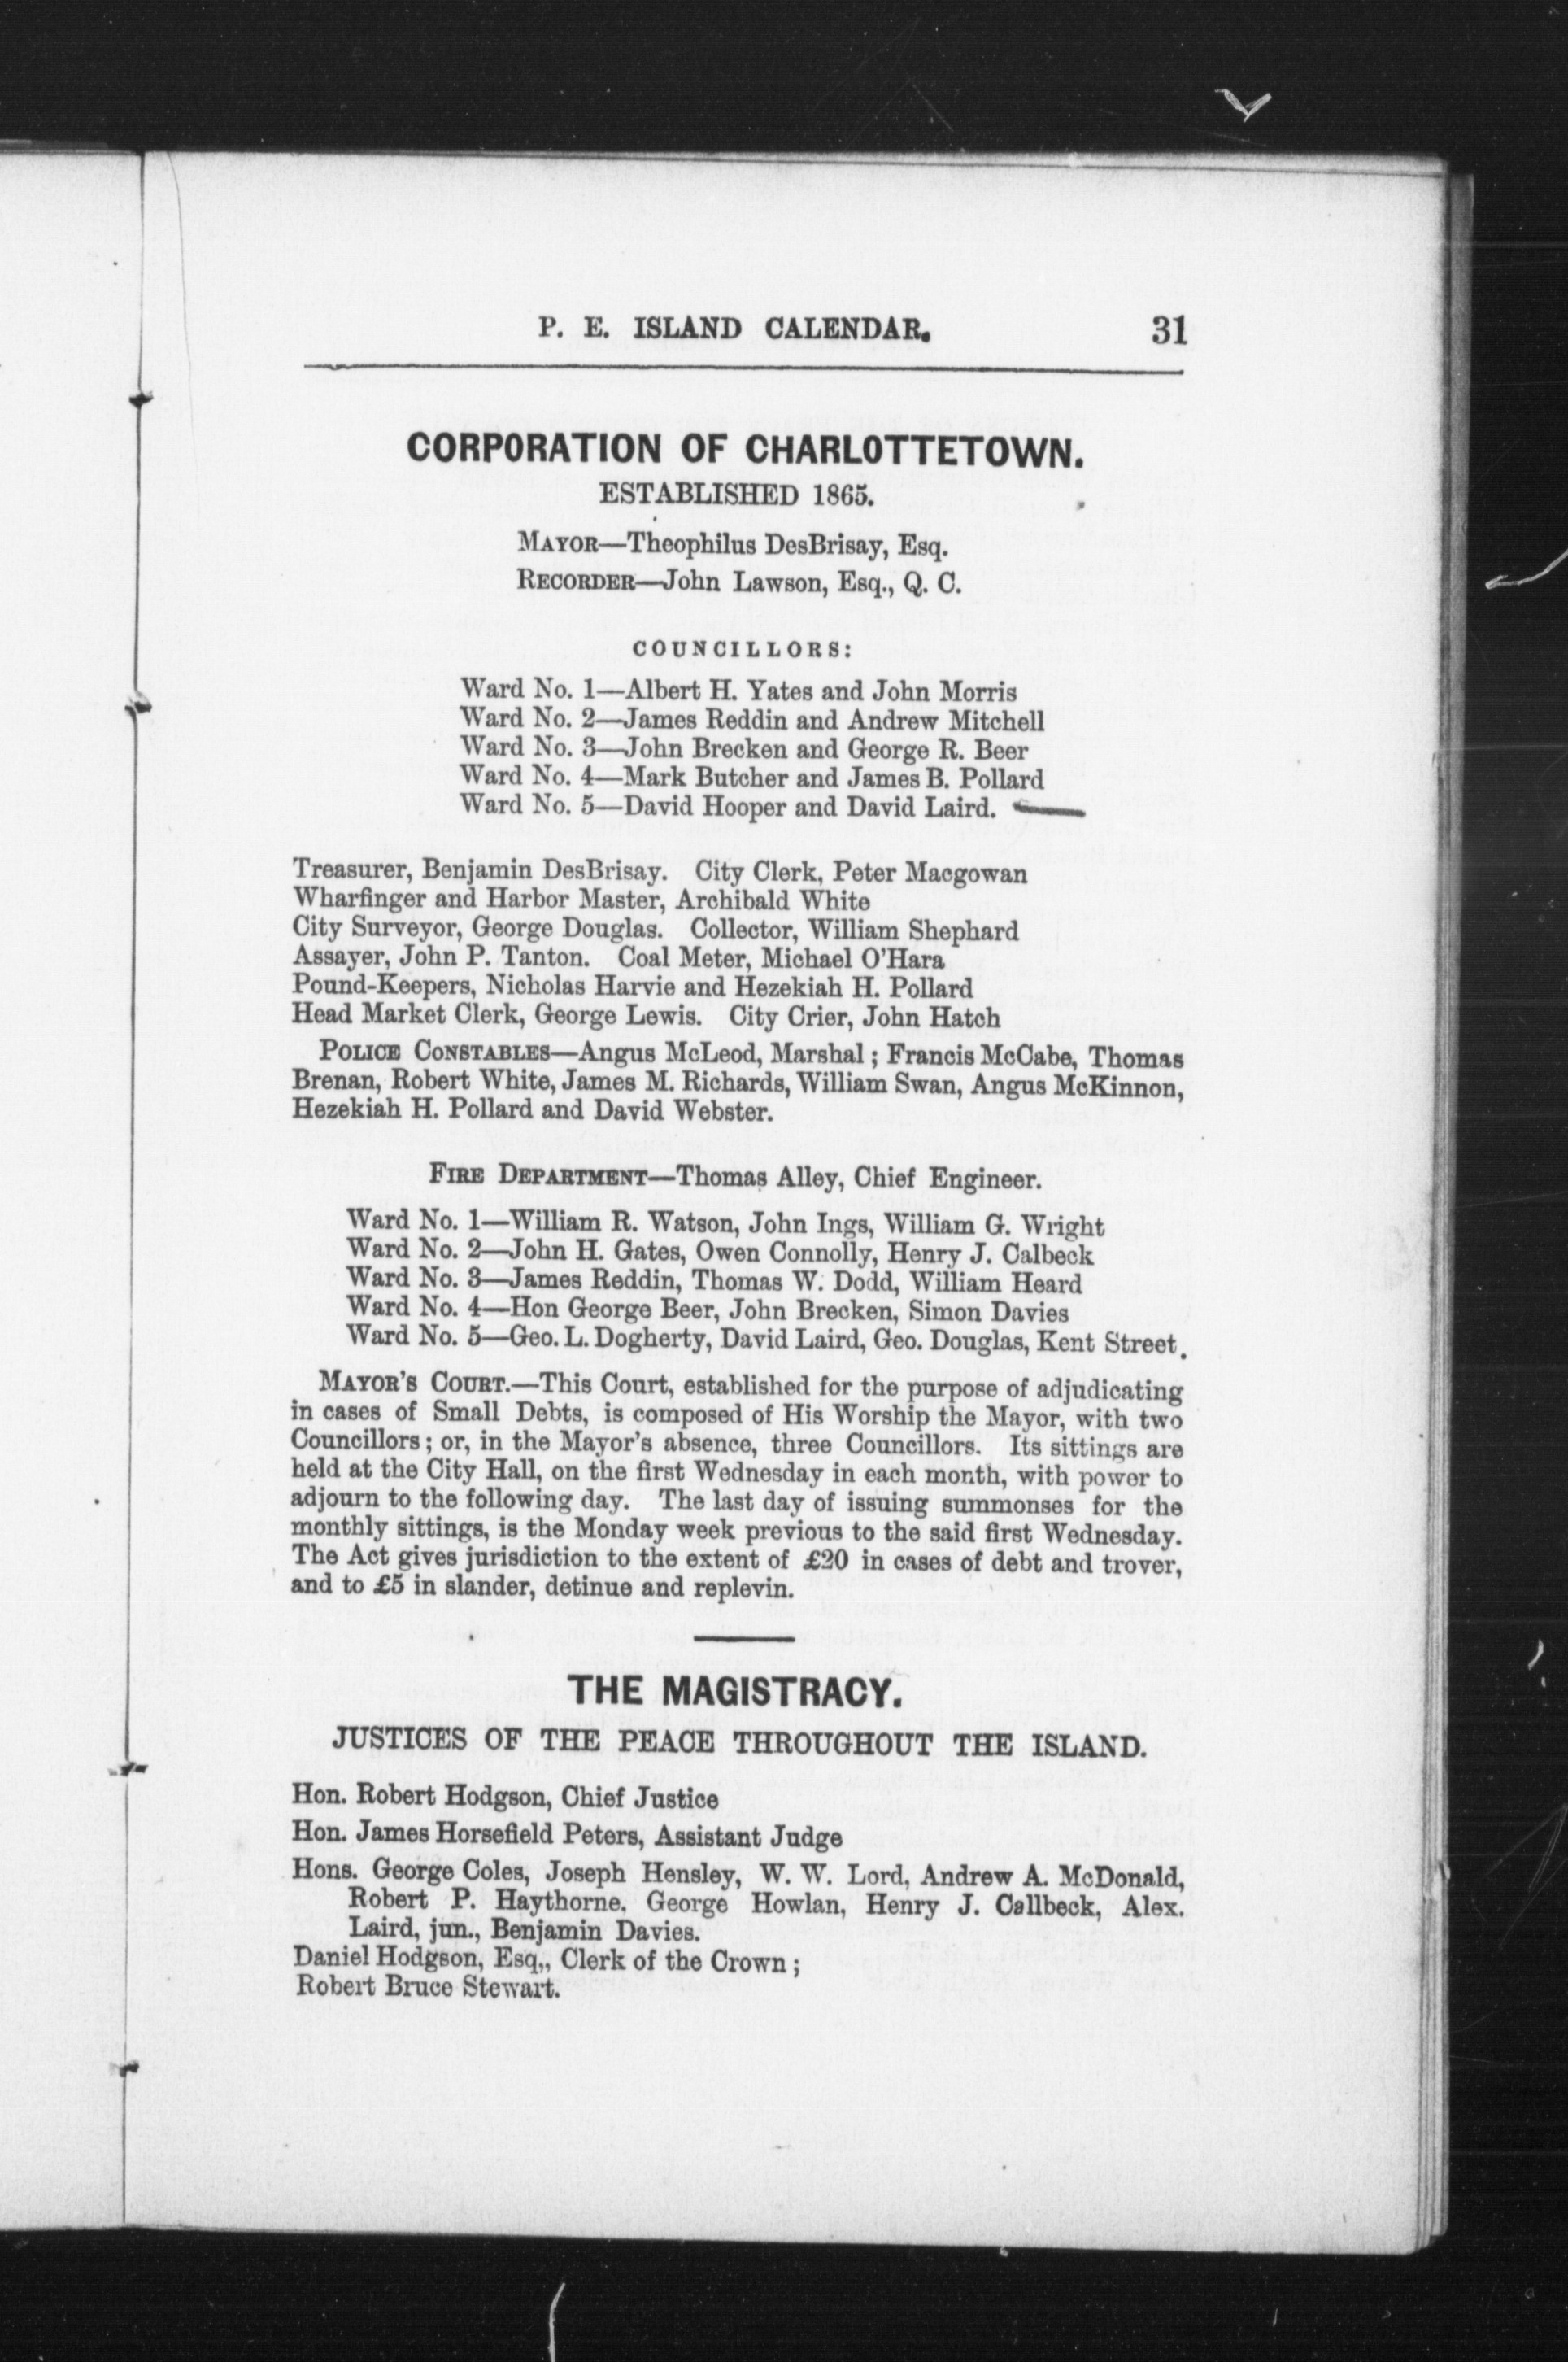 P. E. ISLAND CALENDAR. 31
CORPORATION OF CHARLOTTETOWN.
ESTABLISHED 1865.
MAYOR—Theophilus DesBrisay, Esq.
RECORDER—John Lawson, Esq., Q. C.
COUNCILLORS:
Ward No. 1—Albert H. Yates and John Morris
Ward No. 2—James Reddin and Andrew Mitchell
Ward No. 3—John Brecken and George R. Beer
Ward No. 4—Mark Butcher and James B. Pollard
Ward No. 5—David Hooper and David Laird.
Treasurer, Benjamin DesBrisay. City Clerk, Peter Macgowan
Wharfinger and Harbor Master, Archibald White
City Surveyor, George Douglas. Collector, William Shephard
Assayer, John P. Tanton. Coal Meter, Michael O'Hara
Pound-Keepers, Nicholas Harvie and Hezekiah H. Pollard
Head Market Clerk, George Lewis. City Crier, John Hatch
POLICE CONSTABLES—Angus McLeod, Marshal; Francis McCabe, Thomas
Brenan, Robert White, James M. Richards, William Swan, Angus McKinnon,
Hezekiah H. Pollard and David Webster.
FIRE DEPARTMENT—Thomas Alley, Chief Engineer.
Ward No. 1—William R. Watson, John Ings, William G. Wright
Ward No. 2—John H. Gates, Owen Connolly, Henry J. Calbeck
Ward No. 3—James Reddin, Thomas W. Dodd, William Heard
Ward No. 4—Hon George Beer, John Brecken, Simon Davies
Ward No. 5—Geo. L. Dogherty, David Laird, Geo. Douglas, Kent Street.
MAYOR'S COURT.—This Court, established for the purpose of adjudicating
in cases of Small Debts, is composed of His Worship the Mayor, with two
Councillors; or, in the Mayor's absence, three Councillors. Its sittings are
held at the City Hall, on the first Wednesday in each month, with power to
adjourn to the following day. The last day of issuing summonses for the
monthly sittings, is the Monday week previous to the said first Wednesday.
The Act gives jurisdiction to the extent of £20 in cases of debt and trover,
and to £5 in slander, detinue and replevin.
THE MAGISTRACY.
JUSTICES OF THE PEACE THROUGHOUT THE ISLAND.
Hon. Robert Hodgson, Chief Justice
Hon. James Horsefield Peters, Assistant Judge
Hons. George Coles, Joseph Hensley, W. W. Lord, Andrew A. McDonald,
Robert P. Haythorne, George Howlan, Henry J. Callbeck, Alex.
Laird, jun., Benjamin Davies.
Daniel Hodgson, Esq,, Clerk of the Crown;
Robert Bruce Stewart.